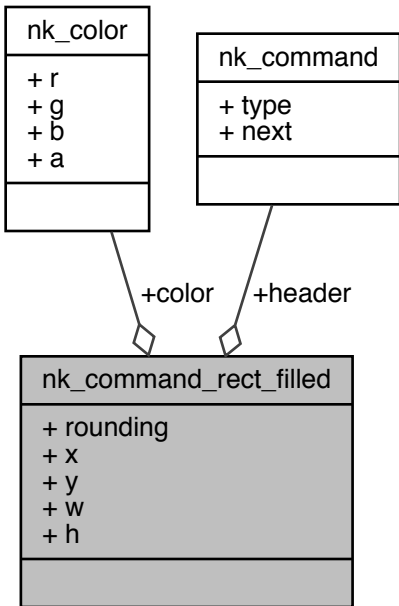 nk_color
+ r
+ g
+ b
+ a
nk_command
+ type
+ next
+color
+header
nk_command_rect_filled
+ rounding
+ x
+ y
+ w
+ h